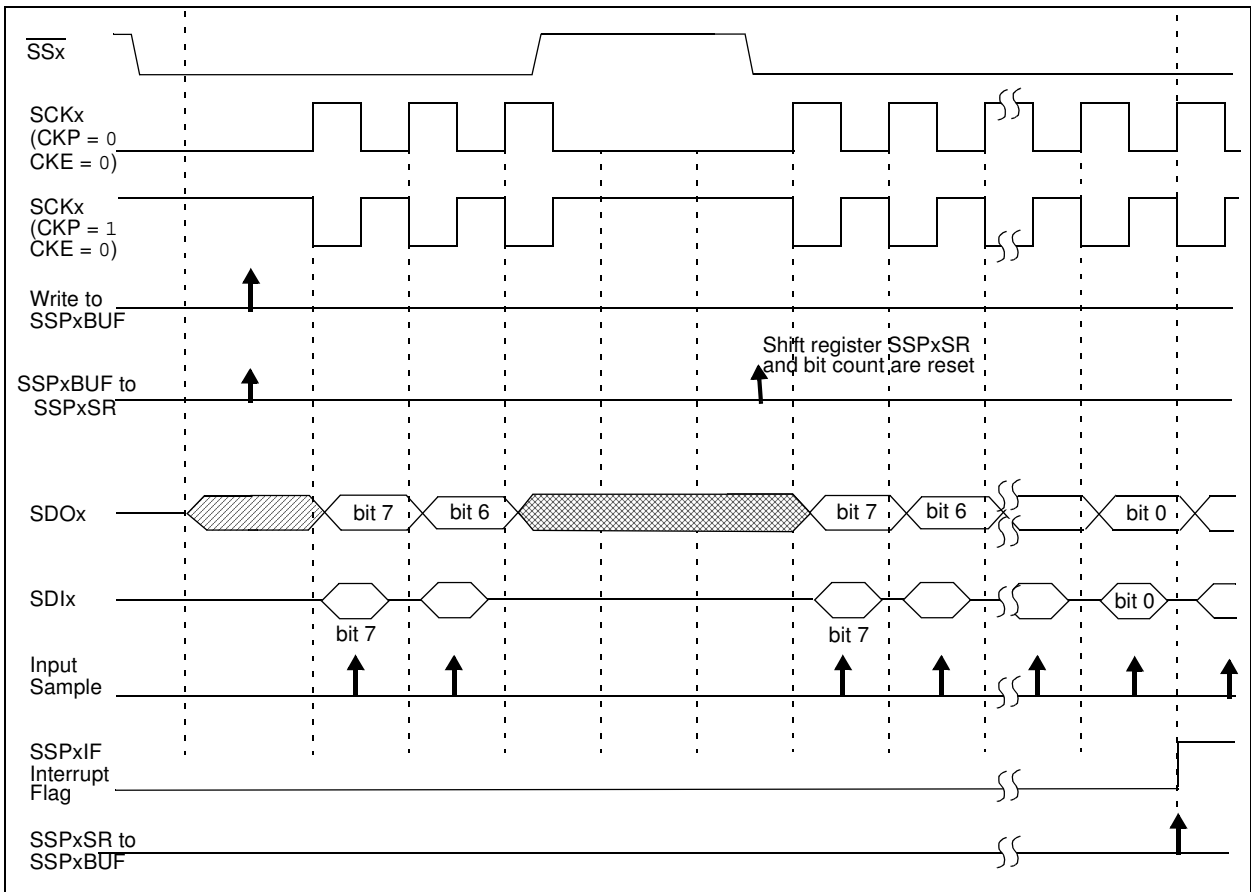 SSx
SCKx
(CKP = 0
CKE = 0)
SCKx
(CKP = 1
CKE = 0)
Write to
SSPxBUF
Shift register SSPxSR
and bit count are reset
SSPxBUF to
SSPxSR
SDOx
bit 7
bit 6
bit 7
bit 6
bit 0
SDIx
bit 0
bit 7
bit 7
Input
Sample
SSPxIF
Interrupt
Flag
SSPxSR to
SSPxBUF